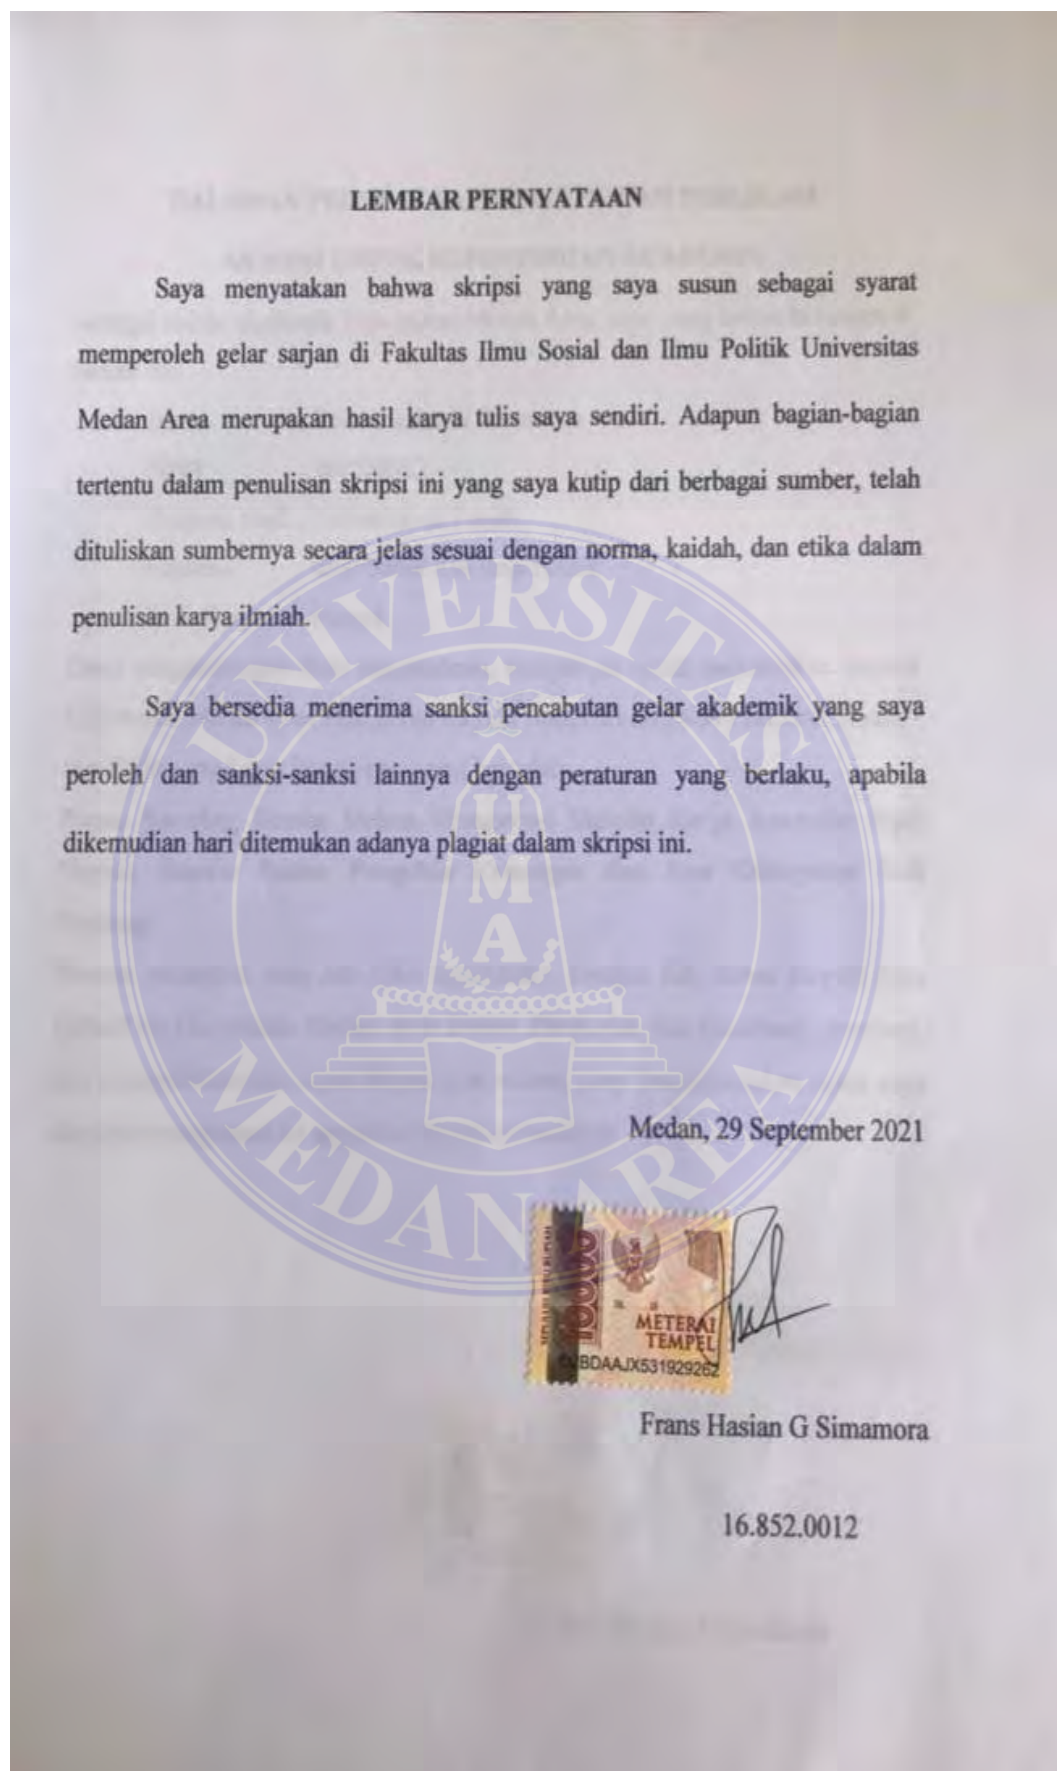 LEMBAR PERNYATAAN
Saya menyatakan bahwa skripsi yang saya susun sebagai syarat
memperoleh gelar sarjan di Fakultas Ilmu Sosial dan Ilmu Politik Universitas
Medan Area merupakan hasil karya tulis saya sendiri. Adapun bagian-bagian
tertentu dalam penulisan skripsi ini yang saya kutip dari berbagai sumber, telah
dituliskan sumbernya secara jelas sesuai dengan norma, kaidah, dan etika dalam
penulisan karya ilmiah.
Saya bersedia menerima sanksi pencabutan gelar akademik yang saya
peroleh dan sanksi-sanksi lainnya dengan peraturan yang berlaku, apabila
dikemudian hari ditemukan adanya plagiat dalam skripsi ini.
UNIVERSITAS
UMA
MEDAN AREA
Medan, 29 September 2021
10000
METERAI
TEMPEL
BDAAJX531929262
Frans Hasian G Simamora
16.852.0012